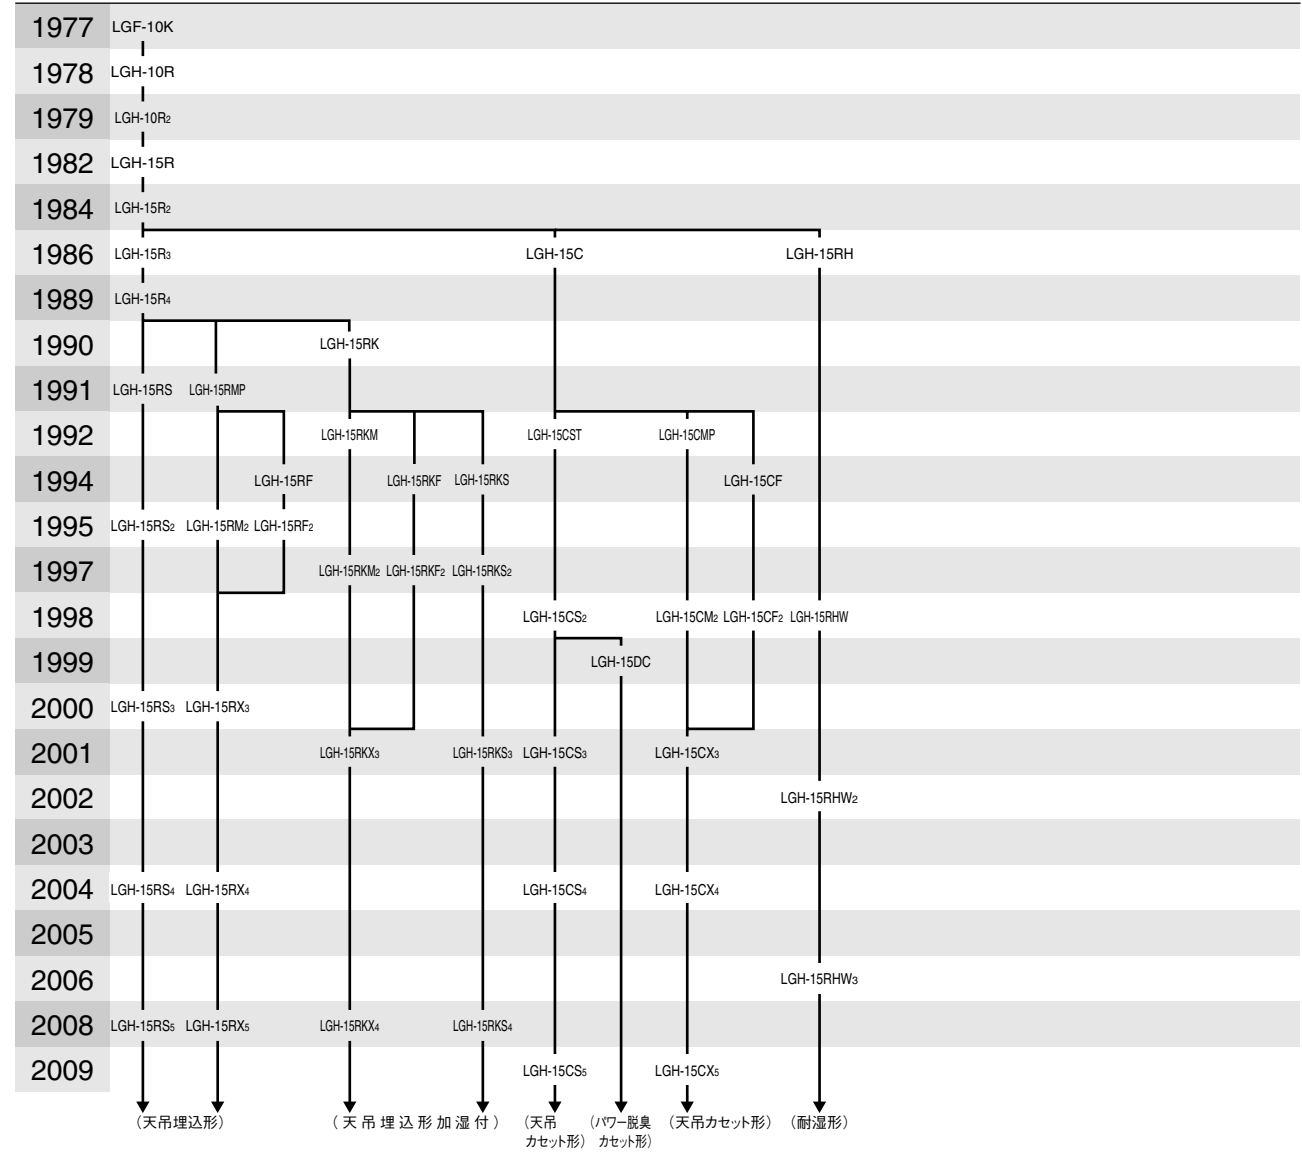 1977 LGF-10K
1978 LGH-10R
1979 LGH-10R2
1982 LGH-15R
1984 LGH-15R2
1986 LGH-15R3 LGH-15C LGH-15RH
1989 LGH-15R4
1990 LGH-15RK
1991 LGH-15RS LGH-15RMP
1992 LGH-15RKM LGH-15CST LGH-15CMP
1994 LGH-15RF LGH-15RKF LGH-15RKS LGH-15CF
1995 LGH-15RS2 LGH-15RM2 LGH-15RF2
1997 LGH-15RKM2 LGH-15RKF2 LGH-15RKS2
1998 LGH-15CS2 LGH-15CM2 LGH-15CF2 LGH-15RHW
1999 LGH-15DC
2000 LGH-15RS3 LGH-15RX3
2001 LGH-15RKX3 LGH-15RKS3 LGH-15CS3 LGH-15CX3
2002 LGH-15RHW2
2003
2004 LGH-15RS4 LGH-15RX4 LGH-15CS4 LGH-15CX4
2005
2006 LGH-15RHW3
2008 LGH-15RS5 LGH-15RX5 LGH-15RKX4 LGH-15RKS4
2009 LGH-15CS5 LGH-15CX5
（天吊埋込形） （天吊埋込形加湿付） （天吊 （パワー脱臭 （天吊カセット形） （耐湿形）
カセット形） カセット形）